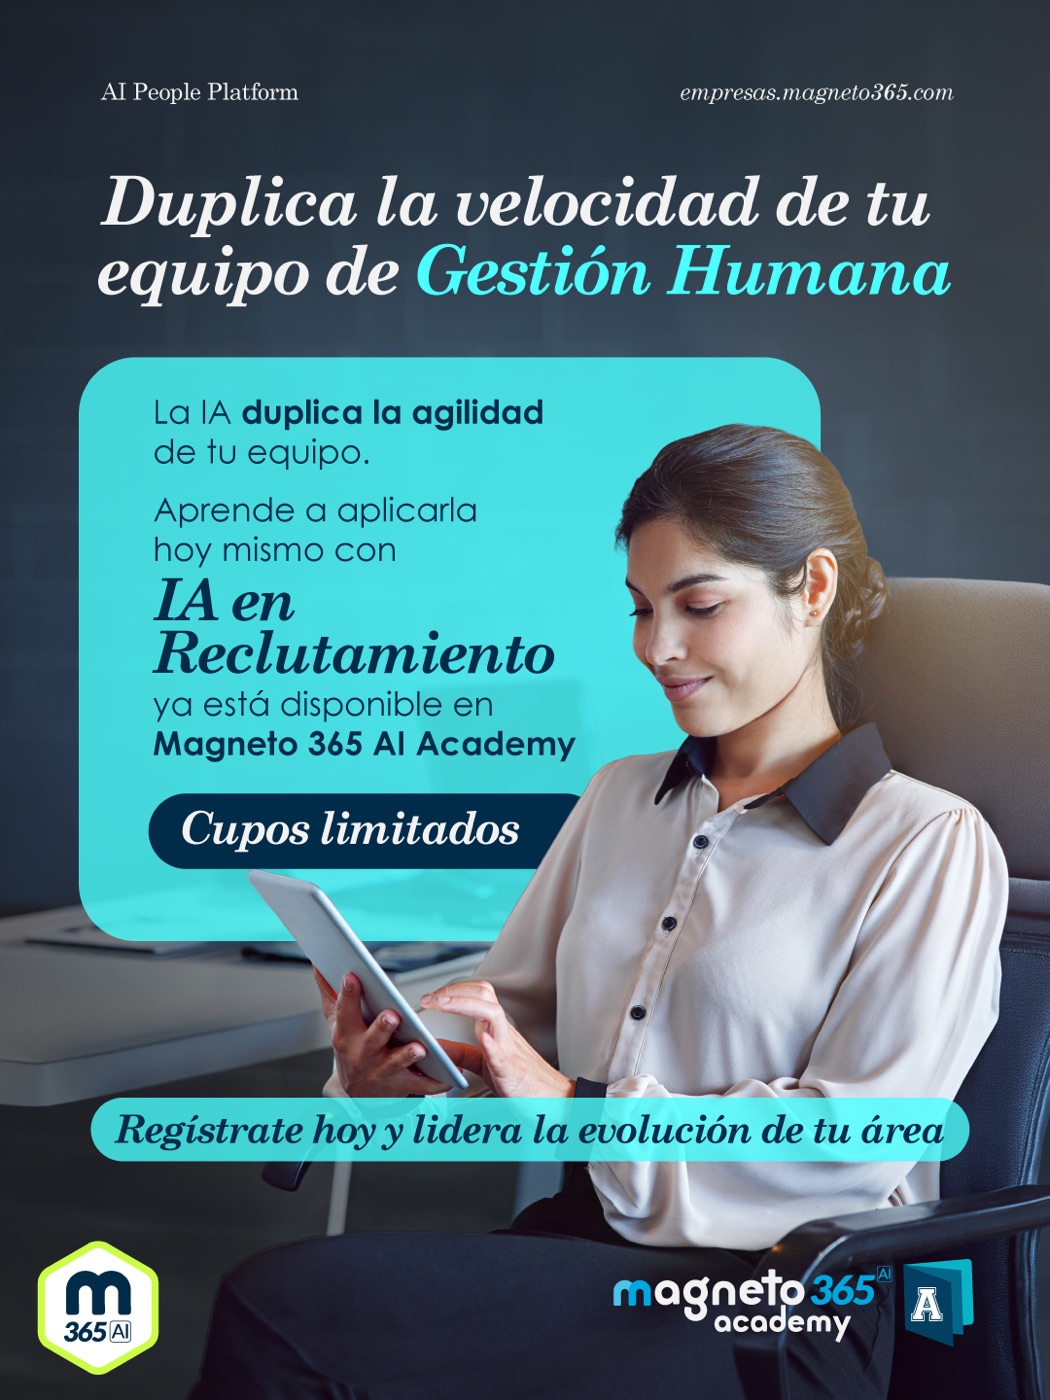 AI People Platform
empresas.magneto365.com
Duplica la velocidad de tu
equipo de Gestión Humana
La IA duplica la agilidad
de tu equipo.
Aprende a aplicarla
hoy mismo con
IA en
Reclutamiento
ya está disponible en
Magneto 365 AI Academy
Cupos limitados
Regístrate hoy y lidera la evolución de tu área
m
365 AI
magneto 365 AI
academy
A